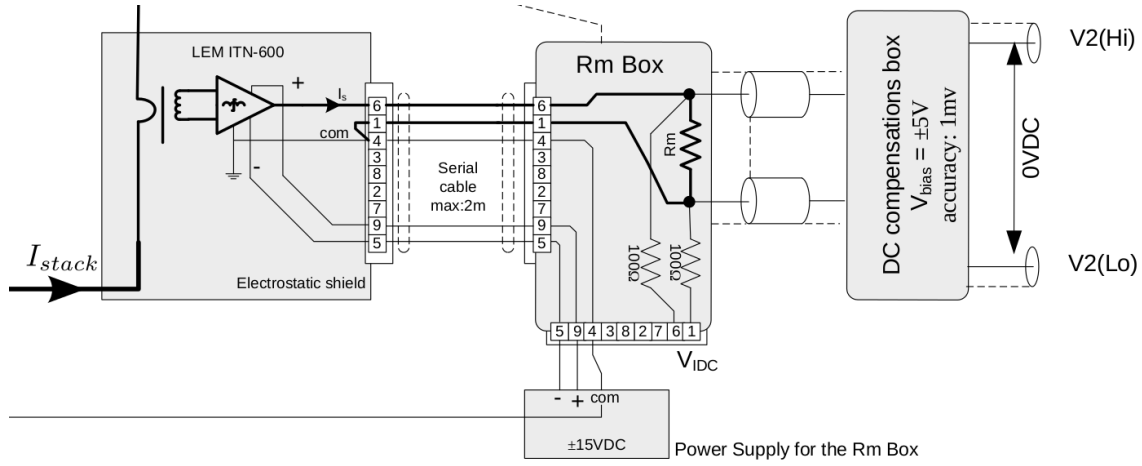 LEM ITN-600
+
Is
com
-
6
1
4
3
8
2
7
9
5
Serial
cable
max:2m
Electrostatic shield
I_stack
Rm Box
6
1
4
3
8
2
7
9
5
Rm
100Ω
100Ω
5 9 4 3 8 2 7 6 1
V_IDC
- + com
±15VDC
Power Supply for the Rm Box
DC compensations box
V_bias = ±5V
accuracy: 1mv
V2(Hi)
0VDC
V2(Lo)